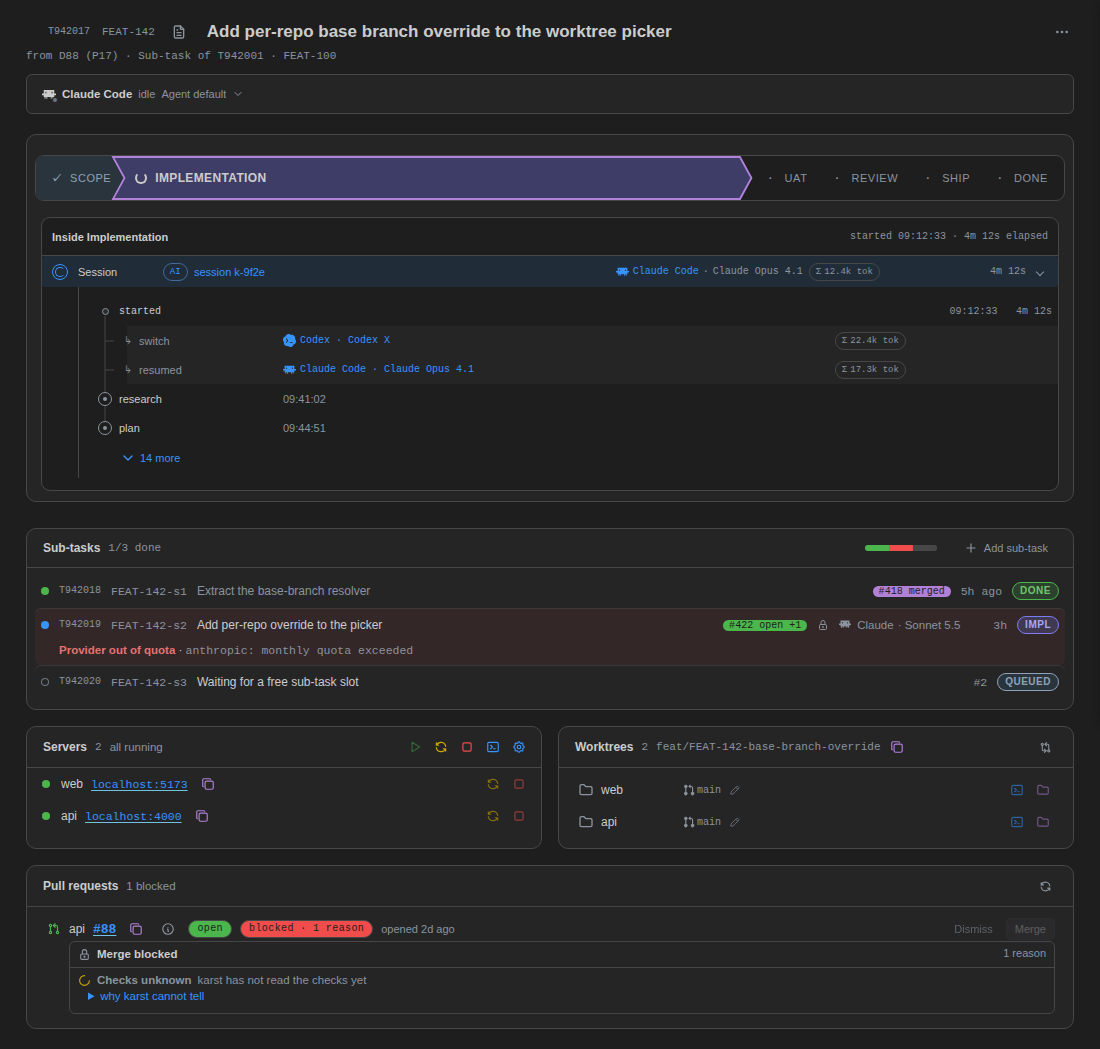 T942017 FEAT-142 Add per-repo base branch override to the worktree picker
from D88 (P17) · Sub-task of T942001 · FEAT-100
Claude Code idle Agent default
SCOPE IMPLEMENTATION · UAT · REVIEW · SHIP · DONE
Inside Implementation started 09:12:33 · 4m 12s elapsed
Session AI session k-9f2e Claude Code · Claude Opus 4.1 Σ 12.4k tok 4m 12s
started 09:12:33 4m 12s
↳ switch Codex · Codex X Σ 22.4k tok
↳ resumed Claude Code · Claude Opus 4.1 Σ 17.3k tok
research 09:41:02
plan 09:44:51
14 more
Sub-tasks 1/3 done + Add sub-task
T942018 FEAT-142-s1 Extract the base-branch resolver #418 merged 5h ago DONE
T942019 FEAT-142-s2 Add per-repo override to the picker #422 open +1 Claude · Sonnet 5.5 3h IMPL
Provider out of quota · anthropic: monthly quota exceeded
T942020 FEAT-142-s3 Waiting for a free sub-task slot #2 QUEUED
Servers 2 all running
web localhost:5173
api localhost:4000
Worktrees 2 feat/FEAT-142-base-branch-override
web main
api main
Pull requests 1 blocked
api #88 open blocked · 1 reason opened 2d ago Dismiss Merge
Merge blocked 1 reason
Checks unknown karst has not read the checks yet
why karst cannot tell